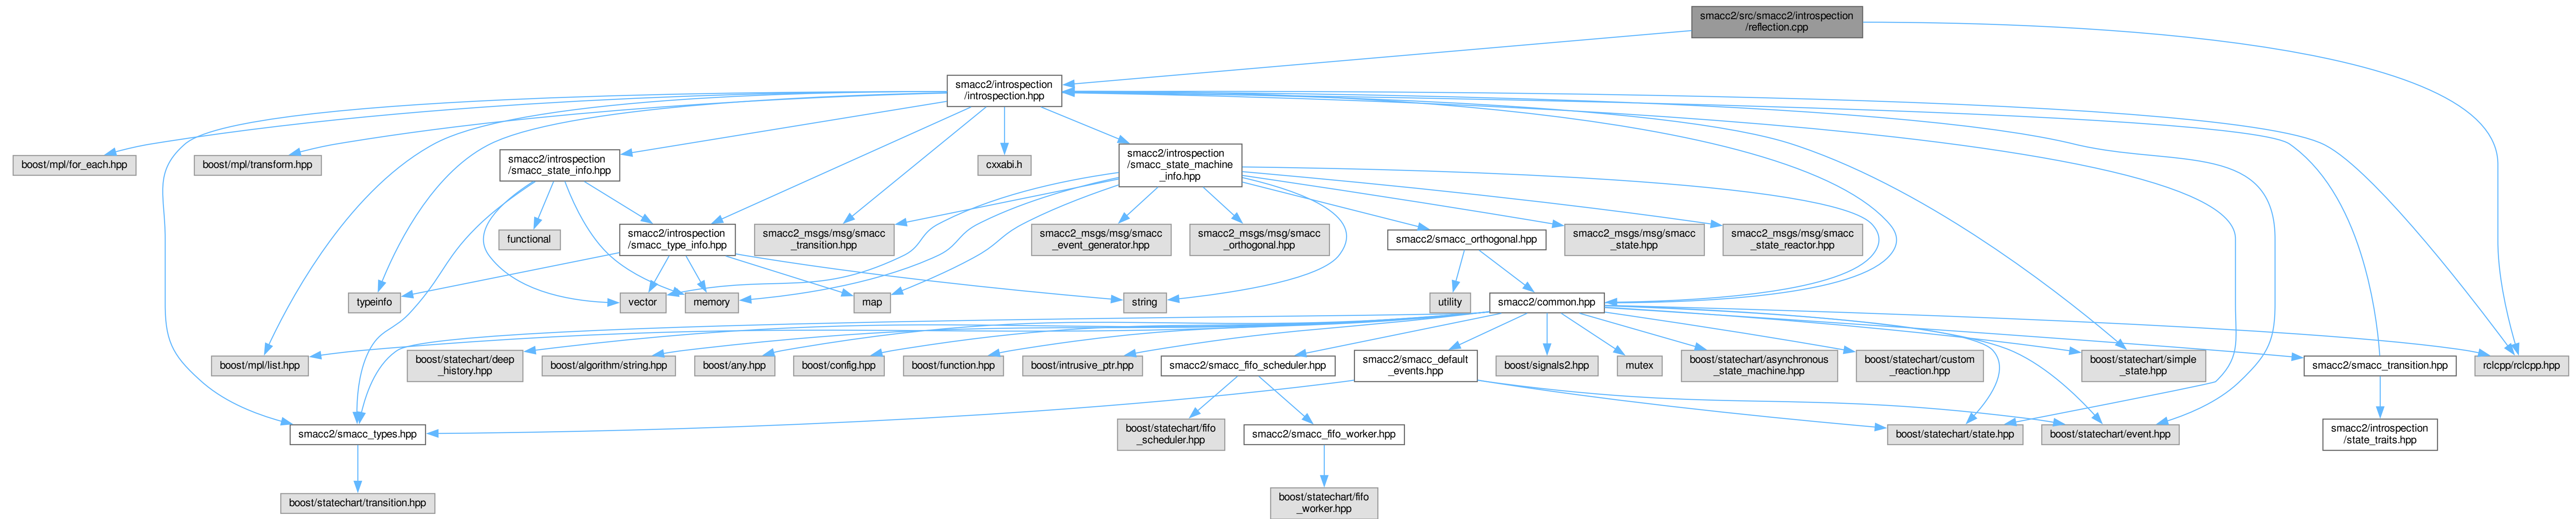 smacc2/src/smacc2/introspection
/reflection.cpp
smacc2/introspection
/introspection.hpp
boost/mpl/for_each.hpp
boost/mpl/transform.hpp
smacc2/introspection
/smacc_state_info.hpp
cxxabi.h
smacc2/introspection
/smacc_state_machine
_info.hpp
functional
smacc2/introspection
/smacc_type_info.hpp
smacc2_msgs/msg/smacc
_transition.hpp
smacc2_msgs/msg/smacc
_event_generator.hpp
smacc2_msgs/msg/smacc
_orthogonal.hpp
smacc2/smacc_orthogonal.hpp
smacc2_msgs/msg/smacc
_state.hpp
smacc2_msgs/msg/smacc
_state_reactor.hpp
typeinfo
vector
memory
map
string
utility
smacc2/common.hpp
boost/mpl/list.hpp
boost/statechart/deep
_history.hpp
boost/algorithm/string.hpp
boost/any.hpp
boost/config.hpp
boost/function.hpp
boost/intrusive_ptr.hpp
smacc2/smacc_fifo_scheduler.hpp
smacc2/smacc_default
_events.hpp
boost/signals2.hpp
mutex
boost/statechart/asynchronous
_state_machine.hpp
boost/statechart/custom
_reaction.hpp
boost/statechart/simple
_state.hpp
smacc2/smacc_transition.hpp
rclcpp/rclcpp.hpp
smacc2/smacc_types.hpp
boost/statechart/fifo
_scheduler.hpp
smacc2/smacc_fifo_worker.hpp
boost/statechart/state.hpp
boost/statechart/event.hpp
smacc2/introspection
/state_traits.hpp
boost/statechart/transition.hpp
boost/statechart/fifo
_worker.hpp